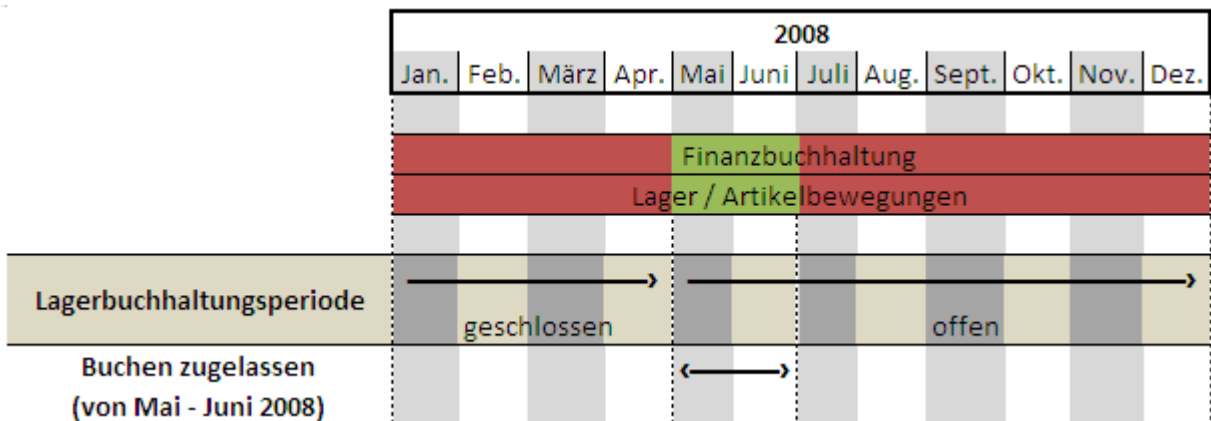 2008
Jan. Feb. März Apr. Mai Juni Juli Aug. Sept. Okt. Nov. Dez.
Finanzbuchhaltung
Lager / Artikelbewegungen
Lagerbuchhaltungsperiode
geschlossen offen
Buchen zugelassen
(von Mai - Juni 2008)